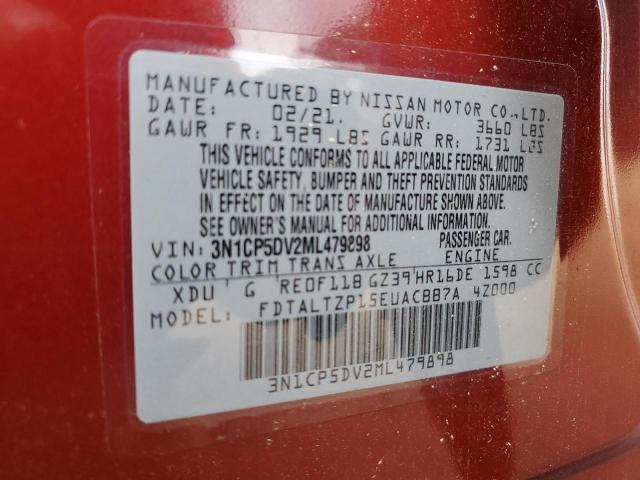 MANUFACTURED BY NISSAN MOTOR CO.,LTD.
DATE: 02/21. GVWR: 3660 LBS
GAWR FR: 1929 LBS GAWR RR: 1731 LBS
THIS VEHICLE CONFORMS TO ALL APPLICABLE FEDERAL MOTOR
VEHICLE SAFETY, BUMPER AND THEFT PREVENTION STANDARDS
IN EFFECT ON THE DATE OF MANUFACTURE SHOWN ABOVE.
SEE OWNER'S MANUAL FOR ADDITIONAL INFORMATION.
VIN: 3N1CP5DV2ML479898 PASSENGER CAR.
COLOR TRIM TRANS AXLE ENGINE
XDU G RE0F11B GZ39 HR16DE 1598 CC
FDTALTZP15EUACBB7A 4Z000
3N1CP5DV2ML479898